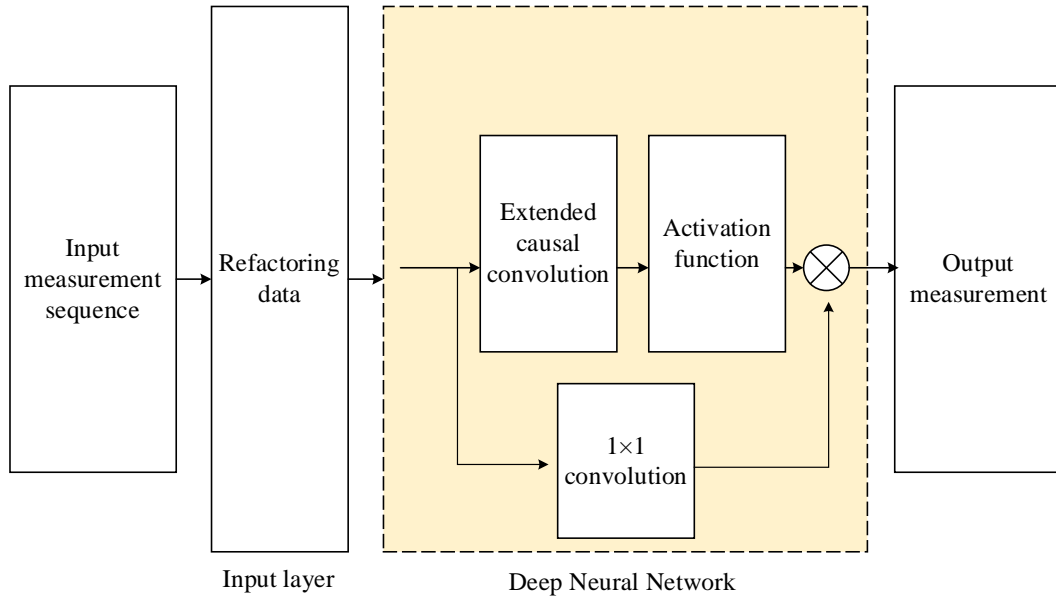 Input
measurement
sequence
Refactoring
data
Extended
causal
convolution
Activation
function
1×1
convolution
Output
measurement
Input layer
Deep Neural Network